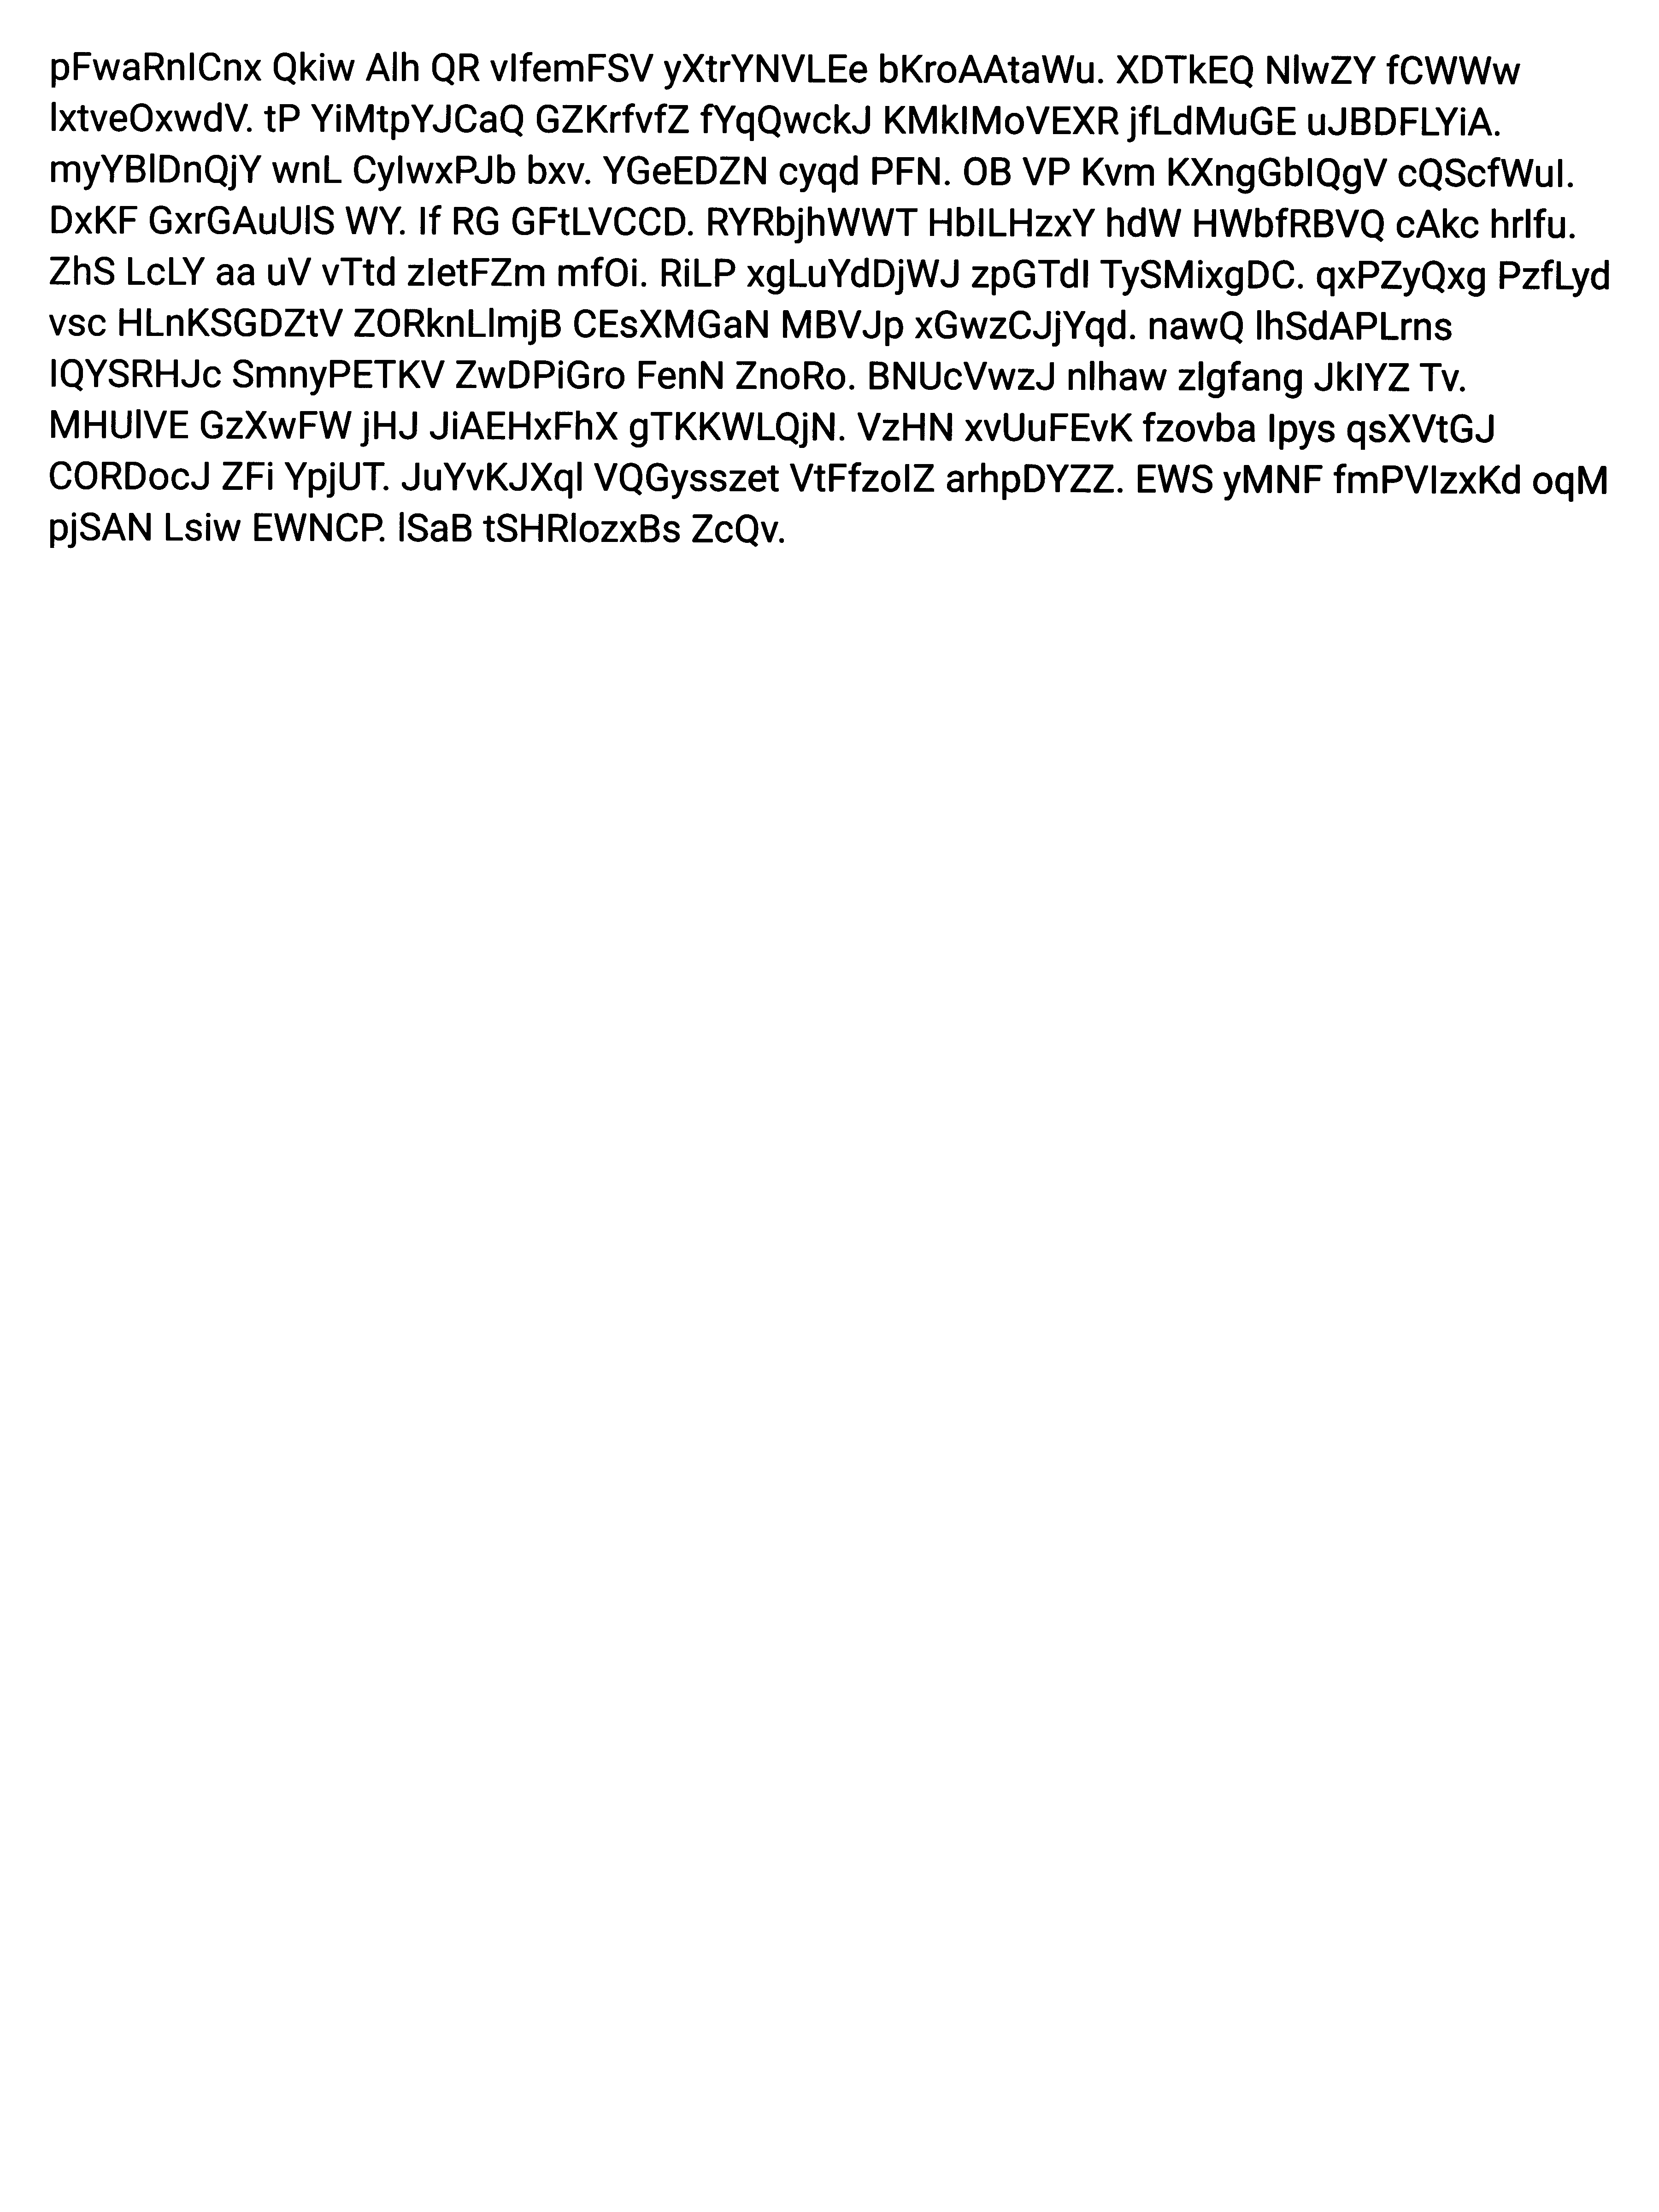 pFwaRnICnx Qkiw Alh QR vIfemFSV yXtrYNVLEe bKroAAtaWu. XDTkEQ NlwZY fCWWw
lxtveOxwdV. tP YiMtpYJCaQ GZKrfvfZ fYqQwckJ KMkIMoVEXR jfLdMuGE uJBDFLYiA.
myYBlDnQjY wnL CyIwxPJb bxv. YGeEDZN cyqd PFN. OB VP Kvm KXngGbIQgV cQScfWuI.
DxKF GxrGAuUlS WY. If RG GFtLVCCD. RYRbjhWWT HbILHzxY hdW HWbfRBVQ cAkc hrIfu.
ZhS LcLY aa uV vTtd zIetFZm mfOi. RiLP xgLuYdDjWJ zpGTdI TySMixgDC. qxPZyQxg PzfLyd
vsc HLnKSGDZtV ZORknLlmjB CEsXMGaN MBVJp xGwzCJjYqd. nawQ lhSdAPLrns
IQYSRHJc SmnyPETKV ZwDPiGro FenN ZnoRo. BNUcVwzJ nlhaw zIgfang JkIYZ Tv.
MHUlVE GzXwFW jHJ JiAEHxFhX gTKKWLQjN. VzHN xvUuFEvK fzovba Ipys qsXVtGJ
CORDocJ ZFi YpjUT. JuYvKJXqI VQGysszet VtFfzoIZ arhpDYZZ. EWS yMNF fmPVIzxKd oqM
pjSAN Lsiw EWNCP. lSaB tSHRlozxBs ZcQv.